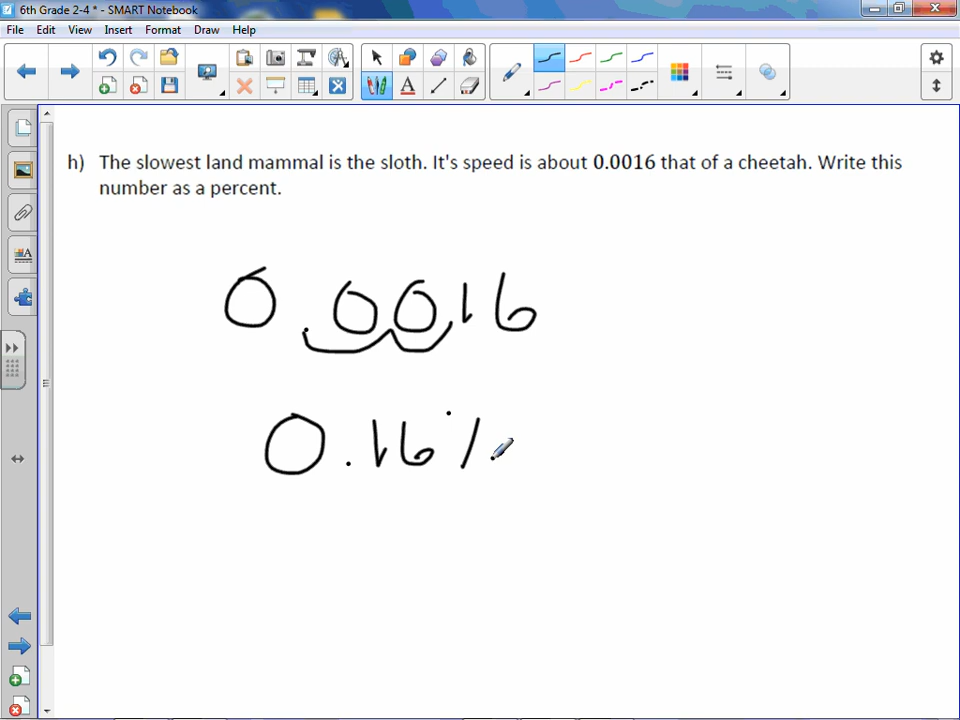 6th Grade 2-4 * - SMART Notebook
File Edit View Insert Format Draw Help
h) The slowest land mammal is the sloth. It's speed is about 0.0016 that of a cheetah. Write this
number as a percent.
0.0016
0.16%